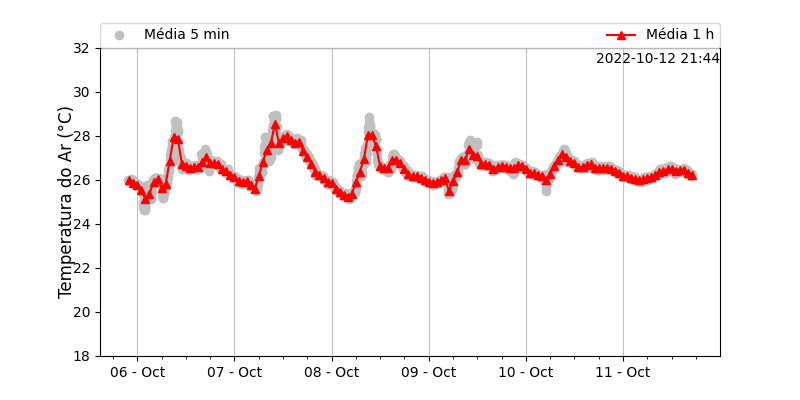 Média 5 min
Média 1 h
2022-10-12 21:44
Temperatura do Ar (°C)
32
30
28
26
24
22
20
18
06 - Oct
07 - Oct
08 - Oct
09 - Oct
10 - Oct
11 - Oct